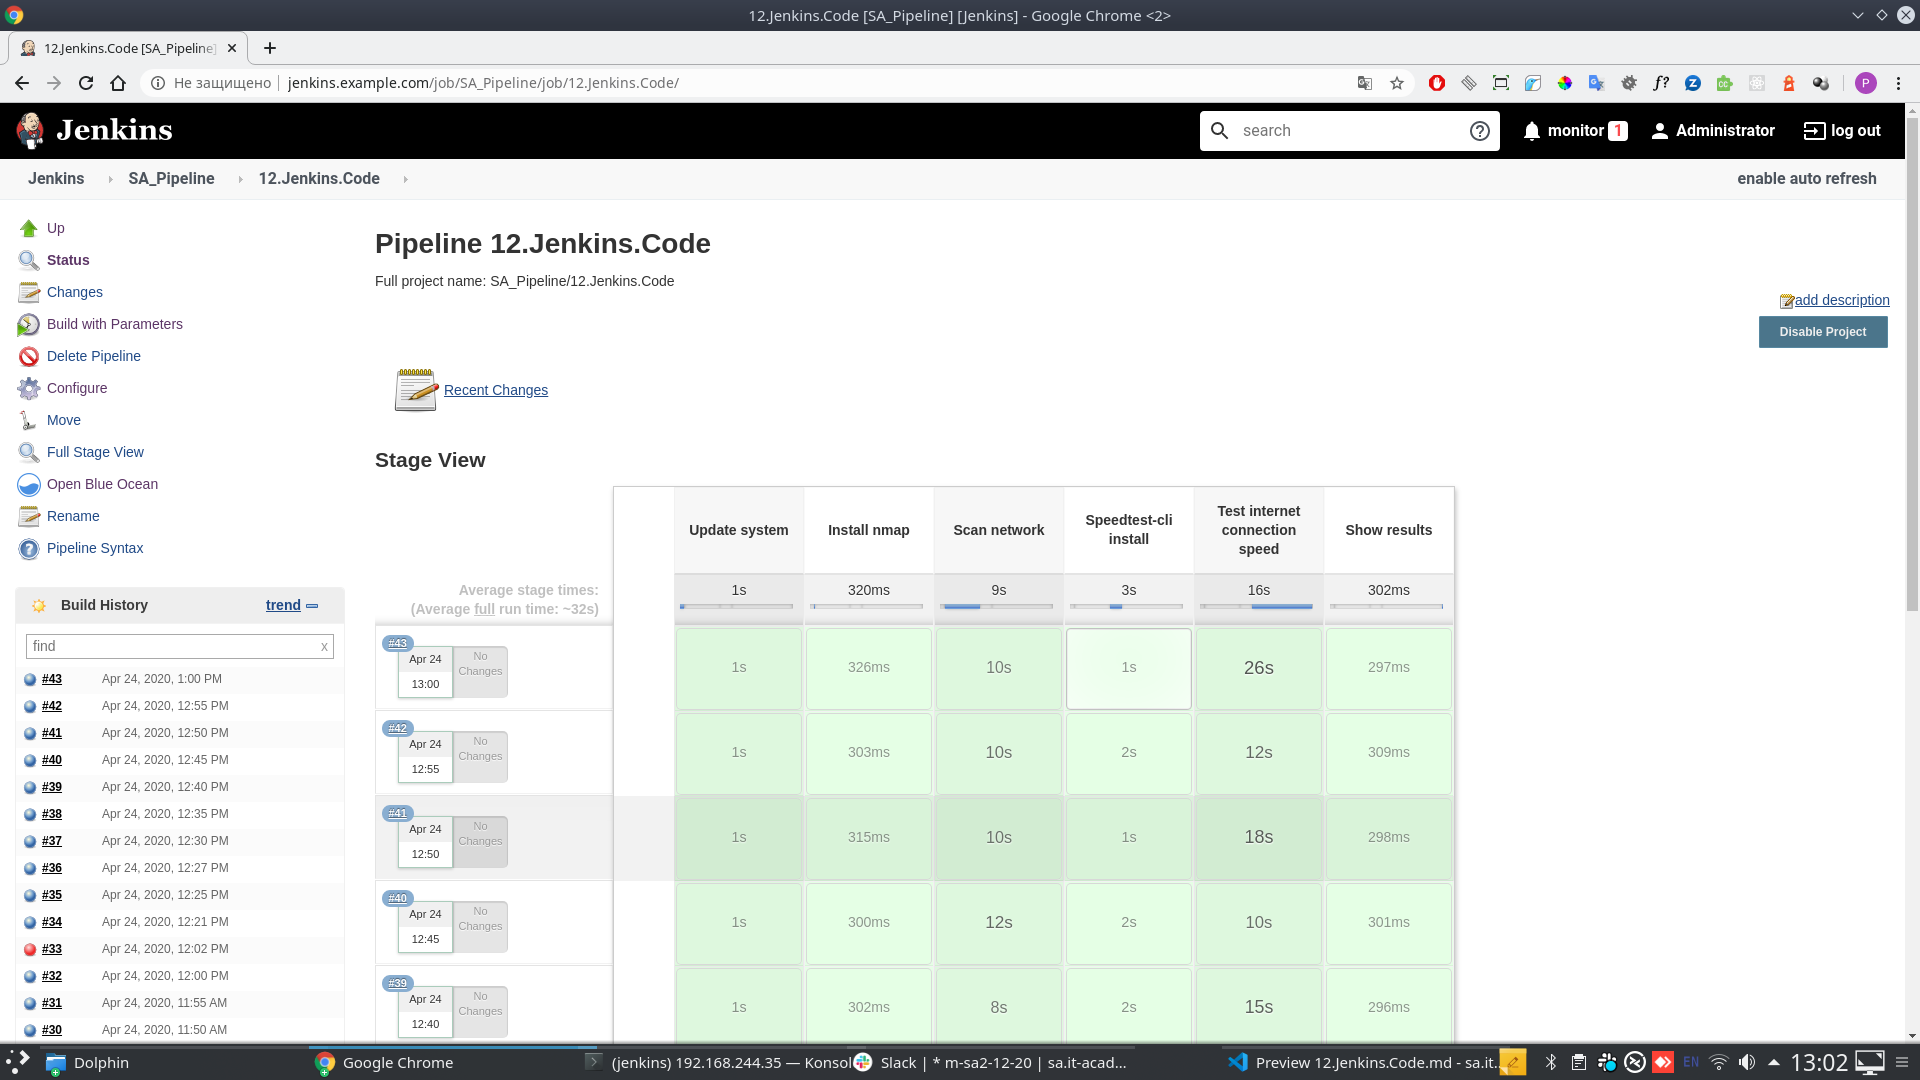 12.Jenkins.Code [SA_Pipeline] [Jenkins] - Google Chrome <2>
12.Jenkins.Code [SA_Pipeline]
Не защищено
jenkins.example.com/job/SA_Pipeline/job/12.Jenkins.Code/
Jenkins
search
monitor 1
Administrator
log out
Jenkins
SA_Pipeline
12.Jenkins.Code
enable auto refresh
Up
Status
Changes
Build with Parameters
Delete Pipeline
Configure
Move
Full Stage View
Open Blue Ocean
Rename
Pipeline Syntax
Build History
trend
find
x
#43 Apr 24, 2020, 1:00 PM
#42 Apr 24, 2020, 12:55 PM
#41 Apr 24, 2020, 12:50 PM
#40 Apr 24, 2020, 12:45 PM
#39 Apr 24, 2020, 12:40 PM
#38 Apr 24, 2020, 12:35 PM
#37 Apr 24, 2020, 12:30 PM
#36 Apr 24, 2020, 12:27 PM
#35 Apr 24, 2020, 12:25 PM
#34 Apr 24, 2020, 12:21 PM
#33 Apr 24, 2020, 12:02 PM
#32 Apr 24, 2020, 12:00 PM
#31 Apr 24, 2020, 11:55 AM
#30 Apr 24, 2020, 11:50 AM
Pipeline 12.Jenkins.Code
Full project name: SA_Pipeline/12.Jenkins.Code
add description
Disable Project
Recent Changes
Stage View
Update system
Install nmap
Scan network
Speedtest-cli
install
Test internet
connection
speed
Show results
Average stage times:
(Average full run time: ~32s)
1s 320ms 9s 3s 16s 302ms
#43
Apr 24
13:00
No
Changes
1s 326ms 10s 1s 26s 297ms
#42
Apr 24
12:55
No
Changes
1s 303ms 10s 2s 12s 309ms
#41
Apr 24
12:50
No
Changes
1s 315ms 10s 1s 18s 298ms
#40
Apr 24
12:45
No
Changes
1s 300ms 12s 2s 10s 301ms
#39
Apr 24
12:40
No
Changes
1s 302ms 8s 2s 15s 296ms
Dolphin
Google Chrome
(jenkins) 192.168.244.35 — Konsol
Slack | * m-sa2-12-20 | sa.it-acad...
Preview 12.Jenkins.Code.md - sa.it...
EN
13:02